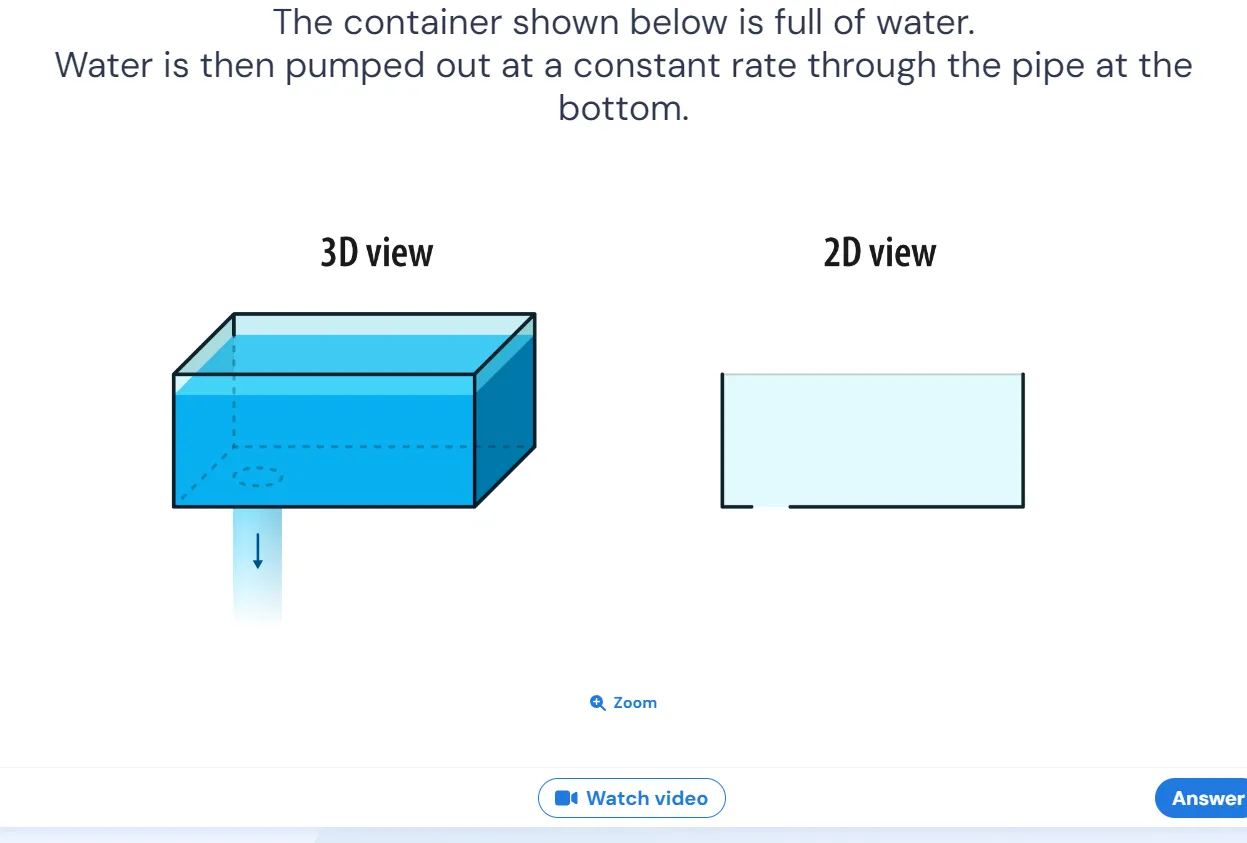 The container shown below is full of water.
Water is then pumped out at a constant rate through the pipe at the
bottom.
3D view
2D view
Zoom
Watch video
Answer